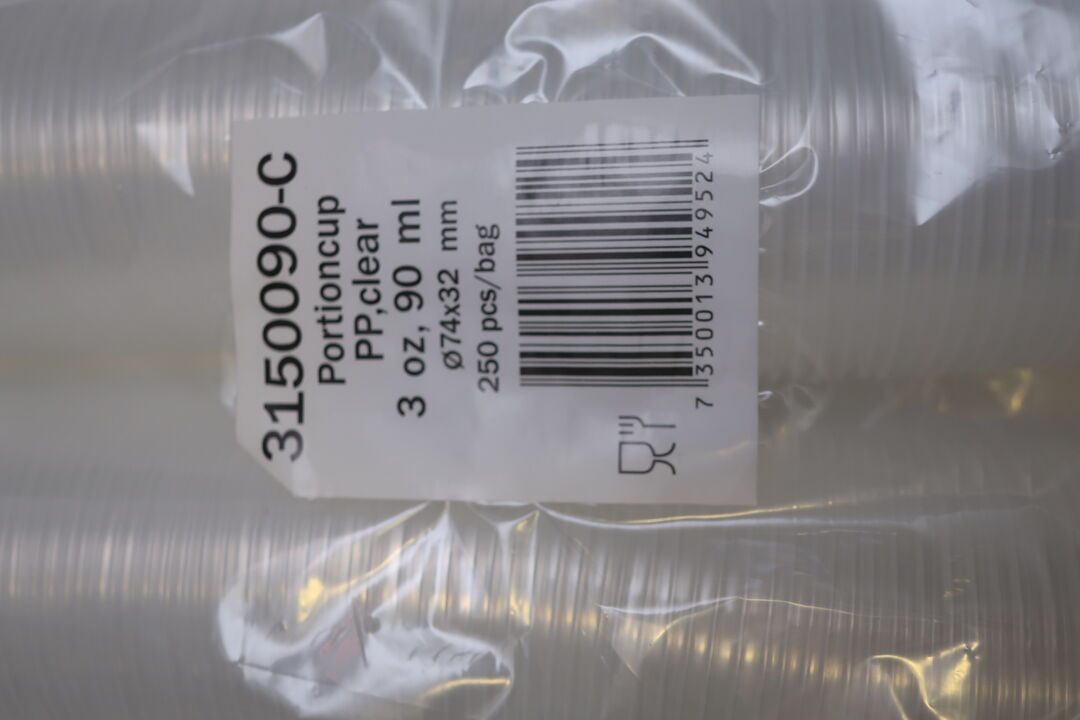 3150090-C
Portioncup
PP,clear
3 oz, 90 ml
ø74x32 mm
250 pcs/bag
7 350013 949524